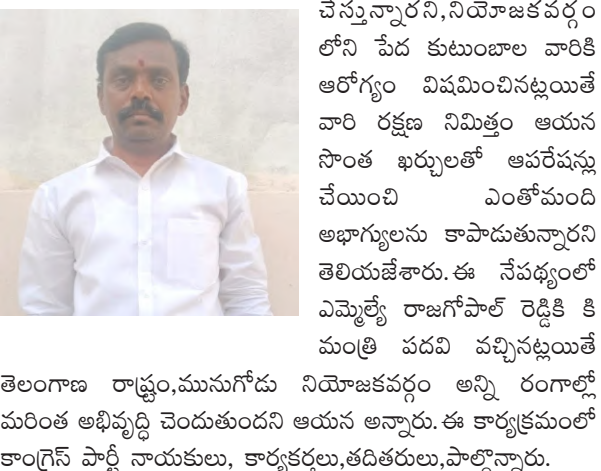 చేస్తున్నారని,నియోజకవర్గం
లోని పేద కుటుంబాల వారికి
ఆరోగ్యం విషమించినట్లయితే
వారి రక్షణ నిమిత్తం ఆయన
సొంత ఖర్చులతో ఆపరేషన్లు
చేయించి ఎంతోమంది
అభాగ్యులను కాపాడుతున్నారని
తెలియజేశారు.ఈ నేపథ్యంలో
ఎమ్మెల్యే రాజగోపాల్ రెడ్డికి కి
మంత్రి పదవి వచ్చినట్లయితే
తెలంగాణ రాష్ట్రం,మునుగోడు నియోజకవర్గం అన్ని రంగాల్లో
మరింత అభివృద్ధి చెందుతుందని ఆయన అన్నారు.ఈ కార్యక్రమంలో
కాంగ్రెస్ పార్టీ నాయకులు, కార్యకర్తలు,తదితరులు,పాల్గొన్నారు.